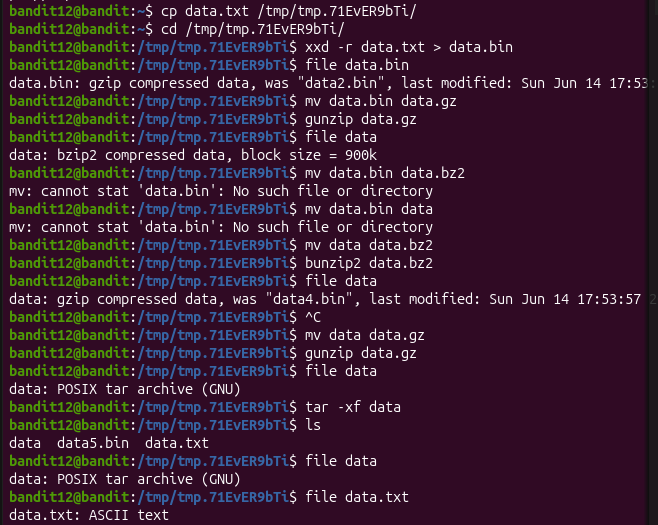 bandit12@bandit:~$ cp data.txt /tmp/tmp.71EvER9bTi/
bandit12@bandit:~$ cd /tmp/tmp.71EvER9bTi/
bandit12@bandit:/tmp/tmp.71EvER9bTi$ xxd -r data.txt > data.bin
bandit12@bandit:/tmp/tmp.71EvER9bTi$ file data.bin
data.bin: gzip compressed data, was "data2.bin", last modified: Sun Jun 14 17:53:
bandit12@bandit:/tmp/tmp.71EvER9bTi$ mv data.bin data.gz
bandit12@bandit:/tmp/tmp.71EvER9bTi$ gunzip data.gz
bandit12@bandit:/tmp/tmp.71EvER9bTi$ file data
data: bzip2 compressed data, block size = 900k
bandit12@bandit:/tmp/tmp.71EvER9bTi$ mv data.bin data.bz2
mv: cannot stat 'data.bin': No such file or directory
bandit12@bandit:/tmp/tmp.71EvER9bTi$ mv data.bin data
mv: cannot stat 'data.bin': No such file or directory
bandit12@bandit:/tmp/tmp.71EvER9bTi$ mv data data.bz2
bandit12@bandit:/tmp/tmp.71EvER9bTi$ bunzip2 data.bz2
bandit12@bandit:/tmp/tmp.71EvER9bTi$ file data
data: gzip compressed data, was "data4.bin", last modified: Sun Jun 14 17:53:57 2
bandit12@bandit:/tmp/tmp.71EvER9bTi$ ^C
bandit12@bandit:/tmp/tmp.71EvER9bTi$ mv data data.gz
bandit12@bandit:/tmp/tmp.71EvER9bTi$ gunzip data.gz
bandit12@bandit:/tmp/tmp.71EvER9bTi$ file data
data: POSIX tar archive (GNU)
bandit12@bandit:/tmp/tmp.71EvER9bTi$ tar -xf data
bandit12@bandit:/tmp/tmp.71EvER9bTi$ ls
data  data5.bin  data.txt
bandit12@bandit:/tmp/tmp.71EvER9bTi$ file data
data: POSIX tar archive (GNU)
bandit12@bandit:/tmp/tmp.71EvER9bTi$ file data.txt
data.txt: ASCII text